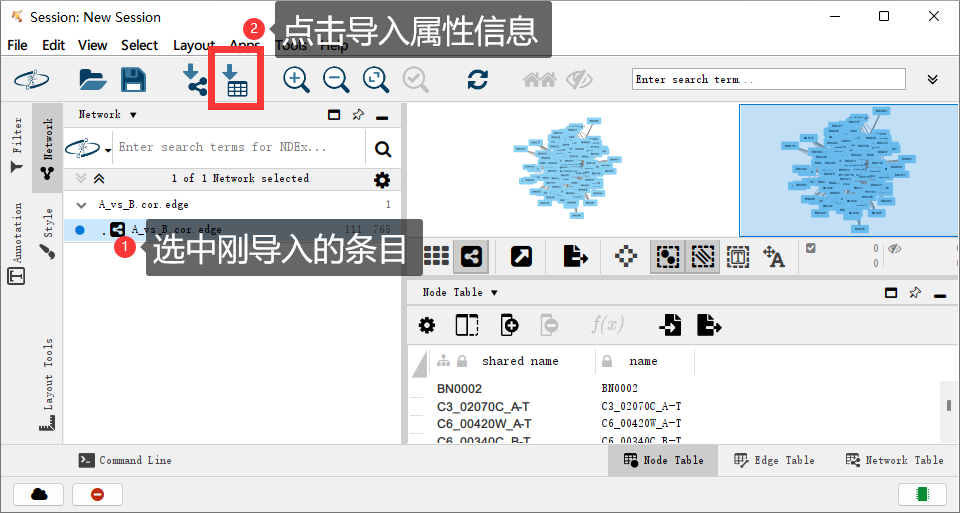 Session: New Session
File Edit View Select Layout Apps Tools Help
2 点击导入属性信息
Enter search term...
Filter
Network
Annotation
Style
Layout Tools
Network
Enter search terms for NDEx...
1 of 1 Network selected
A_vs_B.cor.edge 1
A_vs_B.cor.edge 111 765
1 选中刚导入的条目
0
0
0
0
T
A
Node Table
f(x)
shared name name
BN0002 BN0002
C3_02070C_A-T C3_02070C_A-T
C6_00420W_A-T C6_00420W_A-T
C6_00340C_B-T C6_00340C_B-T
Command Line
Node Table Edge Table Network Table